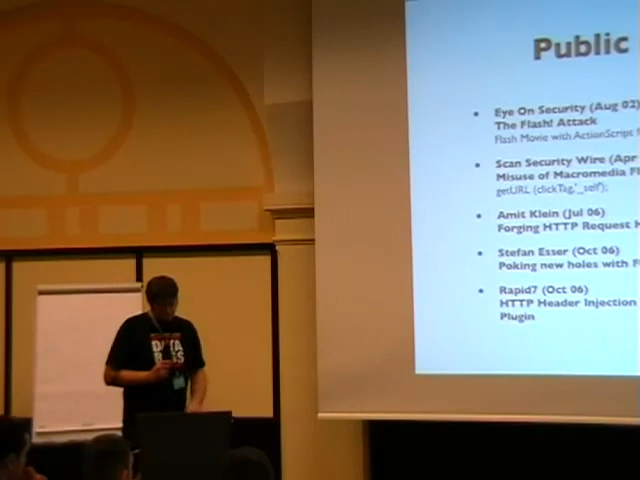 Public
Eye On Security (Aug 02)
The Flash! Attack
Flash Movie with ActionScript
Scan Security Wire (Apr
Misuse of Macromedia
getURL (clickTag,'_self');
Amit Klein (Jul 06)
Forging HTTP Request
Stefan Esser (Oct 06)
Poking new holes with
Rapid7 (Oct 06)
HTTP Header Injection
Plugin
DATA